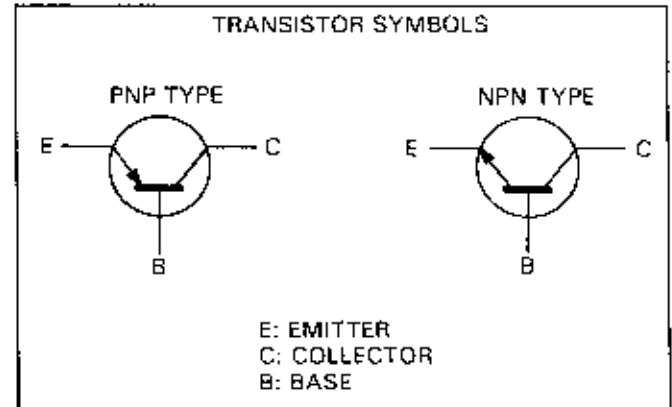 TRANSISTOR SYMBOLS
PNP TYPE
NPN TYPE
E
C
E
C
B
B
E: EMITTER
C: COLLECTOR
B: BASE